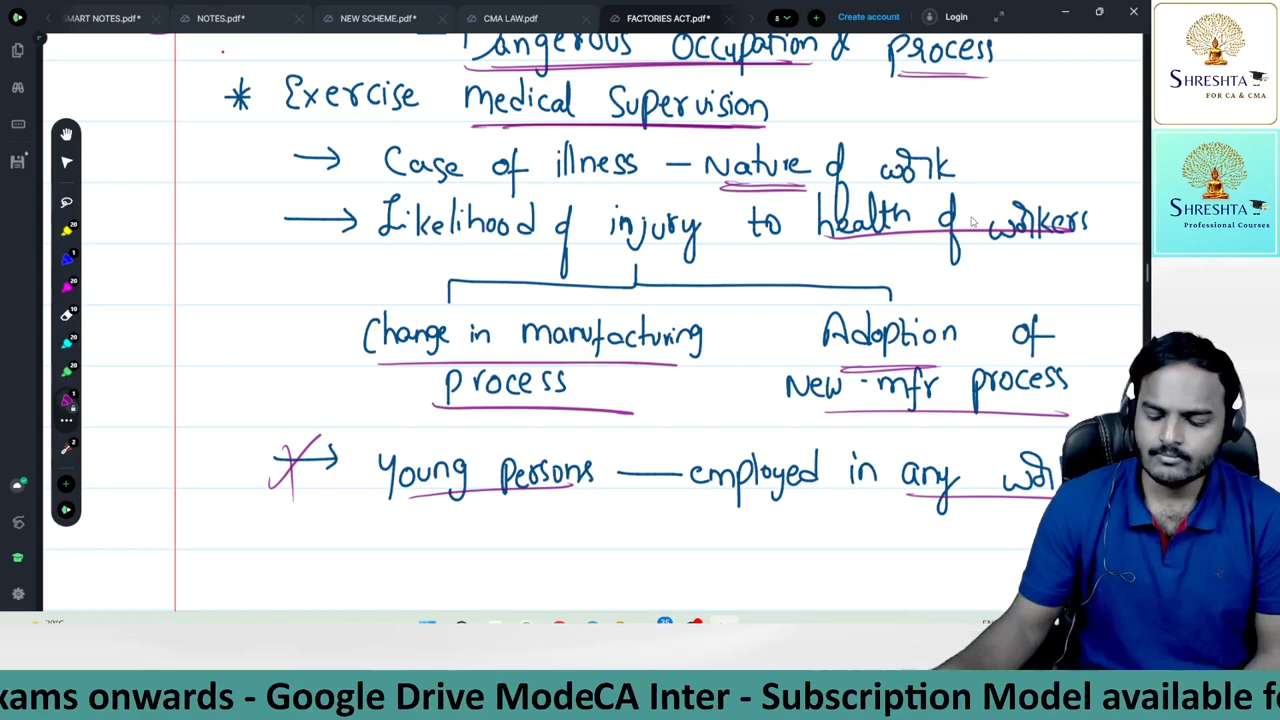 SMART NOTES.pdf* NOTES.pdf* NEW SCHEME.pdf* CMA LAW.pdf FACTORIES ACT.pdf* 8 Create account Login
Dangerous Occupation & Process
* Exercise Medical Supervision
→ Case of illness – Nature of work
→ Likelihood of injury to health of workers
Change in manufacturing process
Adoption of New mfr process
→ Young persons — employed in any
SHRESHTA
FOR CA & CMA
SHRESHTA
Professional Courses
xams onwards - Google Drive ModeCA Inter - Subscription Model available fo